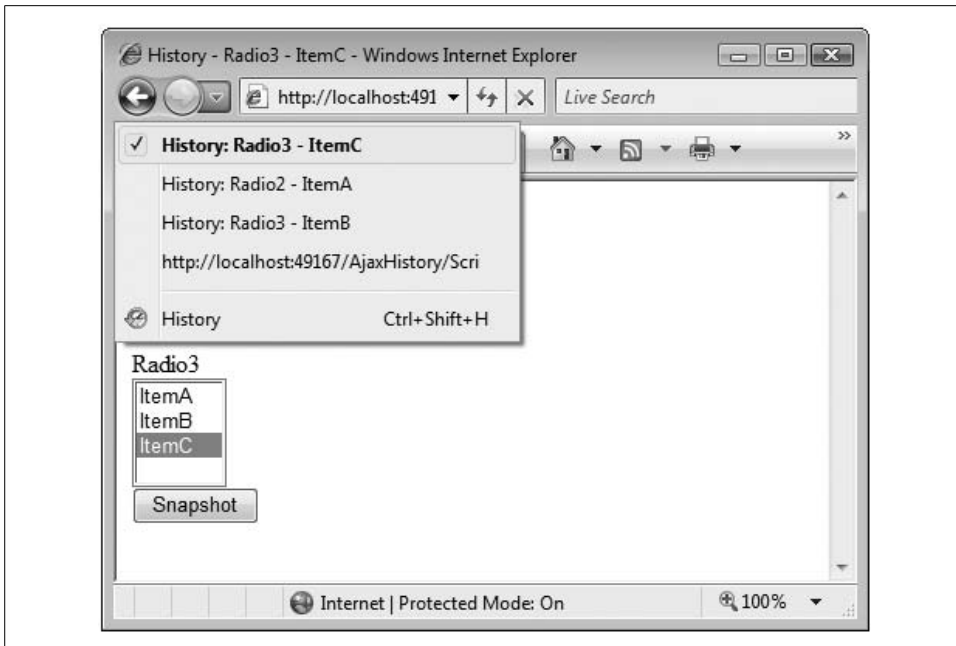 History - Radio3 - ItemC - Windows Internet Explorer
http://localhost:491
Live Search
History: Radio3 - ItemC
History: Radio2 - ItemA
History: Radio3 - ItemB
http://localhost:49167/AjaxHistory/Scri
History Ctrl+Shift+H
Radio3
ItemA
ItemB
ItemC
Snapshot
Internet | Protected Mode: On
100%